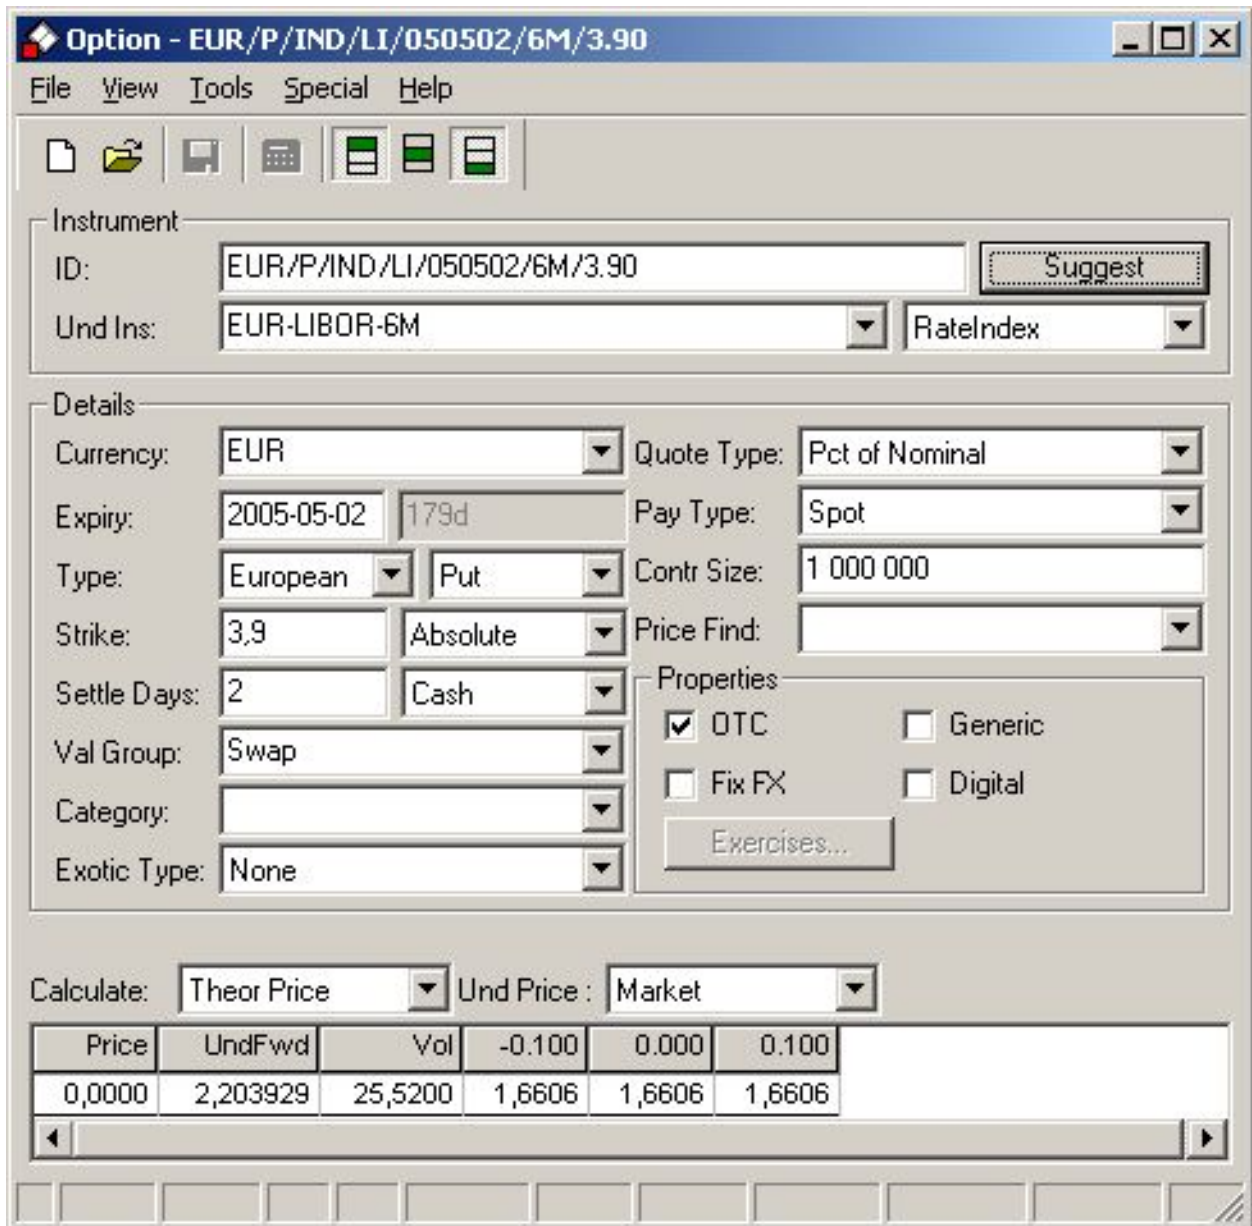 Option - EUR/P/IND/LI/050502/6M/3.90
File View Tools Special Help
Instrument
ID: EUR/P/IND/LI/050502/6M/3.90 Suggest
Und Ins: EUR-LIBOR-6M RateIndex
Details
Currency: EUR Quote Type: Pct of Nominal
Expiry: 2005-05-02 179d Pay Type: Spot
Type: European Put Contr Size: 1 000 000
Strike: 3,9 Absolute Price Find:
Settle Days: 2 Cash Properties
OTC Generic
Val Group: Swap
Fix FX Digital
Category:
Exercises...
Exotic Type: None
Calculate: Theor Price Und Price : Market
Price UndFwd Vol -0.100 0.000 0.100
0,0000 2,203929 25,5200 1,6606 1,6606 1,6606